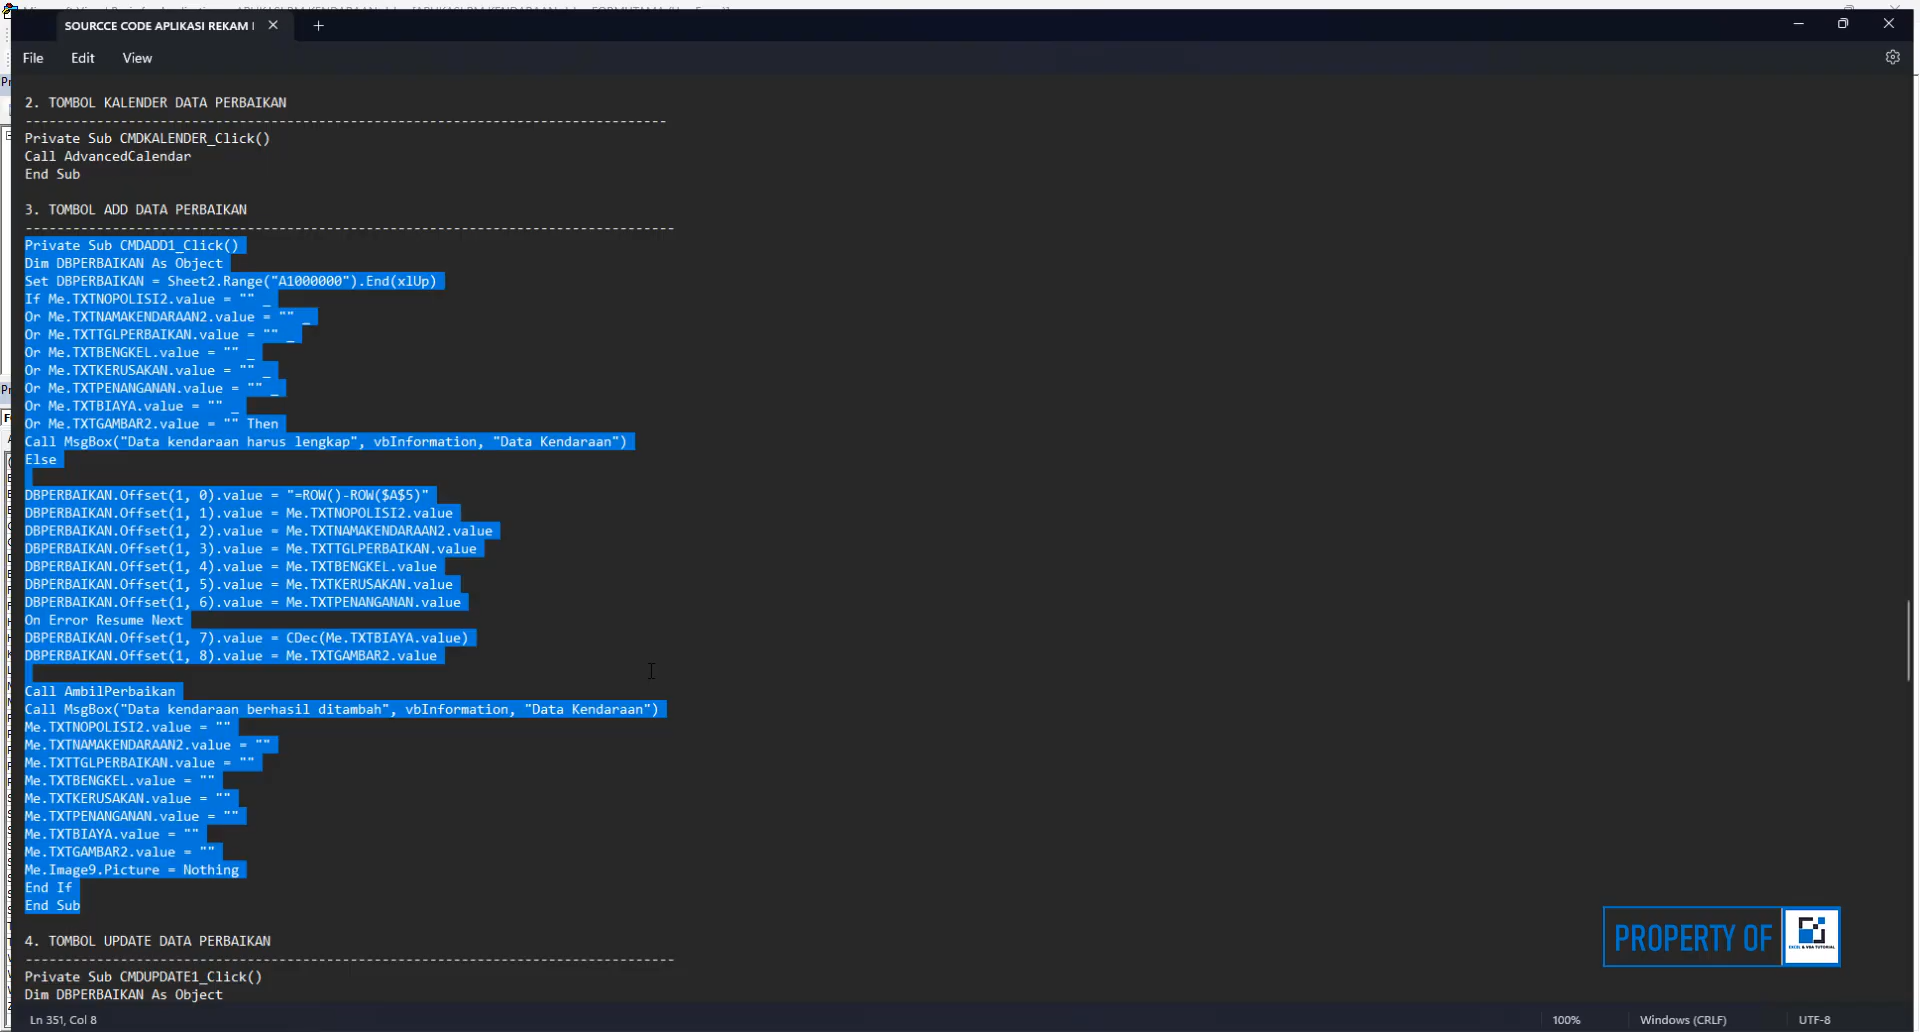 SOURCCE CODE APLIKASI REKAM
File Edit View
2. TOMBOL KALENDER DATA PERBAIKAN
---------------------------------------------------------------------------------
Private Sub CMDKALENDER_Click()
Call AdvancedCalendar
End Sub
3. TOMBOL ADD DATA PERBAIKAN
----------------------------------------------------------------------------------
Private Sub CMDADD1_Click()
Dim DBPERBAIKAN As Object
Set DBPERBAIKAN = Sheet2.Range("A1000000").End(xlUp)
If Me.TXTNOPOLISI2.value = "" _
Or Me.TXTNAMAKENDARAAN2.value = "" _
Or Me.TXTTGLPERBAIKAN.value = "" _
Or Me.TXTBENGKEL.value = "" _
Or Me.TXTKERUSAKAN.value = "" _
Or Me.TXTPENANGANAN.value = "" _
Or Me.TXTBIAYA.value = "" _
Or Me.TXTGAMBAR2.value = "" Then
Call MsgBox("Data kendaraan harus lengkap", vbInformation, "Data Kendaraan")
Else
DBPERBAIKAN.Offset(1, 0).value = "=ROW()-ROW($A$5)"
DBPERBAIKAN.Offset(1, 1).value = Me.TXTNOPOLISI2.value
DBPERBAIKAN.Offset(1, 2).value = Me.TXTNAMAKENDARAAN2.value
DBPERBAIKAN.Offset(1, 3).value = Me.TXTTGLPERBAIKAN.value
DBPERBAIKAN.Offset(1, 4).value = Me.TXTBENGKEL.value
DBPERBAIKAN.Offset(1, 5).value = Me.TXTKERUSAKAN.value
DBPERBAIKAN.Offset(1, 6).value = Me.TXTPENANGANAN.value
On Error Resume Next
DBPERBAIKAN.Offset(1, 7).value = CDec(Me.TXTBIAYA.value)
DBPERBAIKAN.Offset(1, 8).value = Me.TXTGAMBAR2.value
Call AmbilPerbaikan
Call MsgBox("Data kendaraan berhasil ditambah", vbInformation, "Data Kendaraan")
Me.TXTNOPOLISI2.value = ""
Me.TXTNAMAKENDARAAN2.value = ""
Me.TXTTGLPERBAIKAN.value = ""
Me.TXTBENGKEL.value = ""
Me.TXTKERUSAKAN.value = ""
Me.TXTPENANGANAN.value = ""
Me.TXTBIAYA.value = ""
Me.TXTGAMBAR2.value = ""
Me.Image9.Picture = Nothing
End If
End Sub
4. TOMBOL UPDATE DATA PERBAIKAN
----------------------------------------------------------------------------------
Private Sub CMDUPDATE1_Click()
Dim DBPERBAIKAN As Object
PROPERTY OF
EXCEL & VBA TUTORIAL
Ln 351, Col 8 100% Windows (CRLF) UTF-8